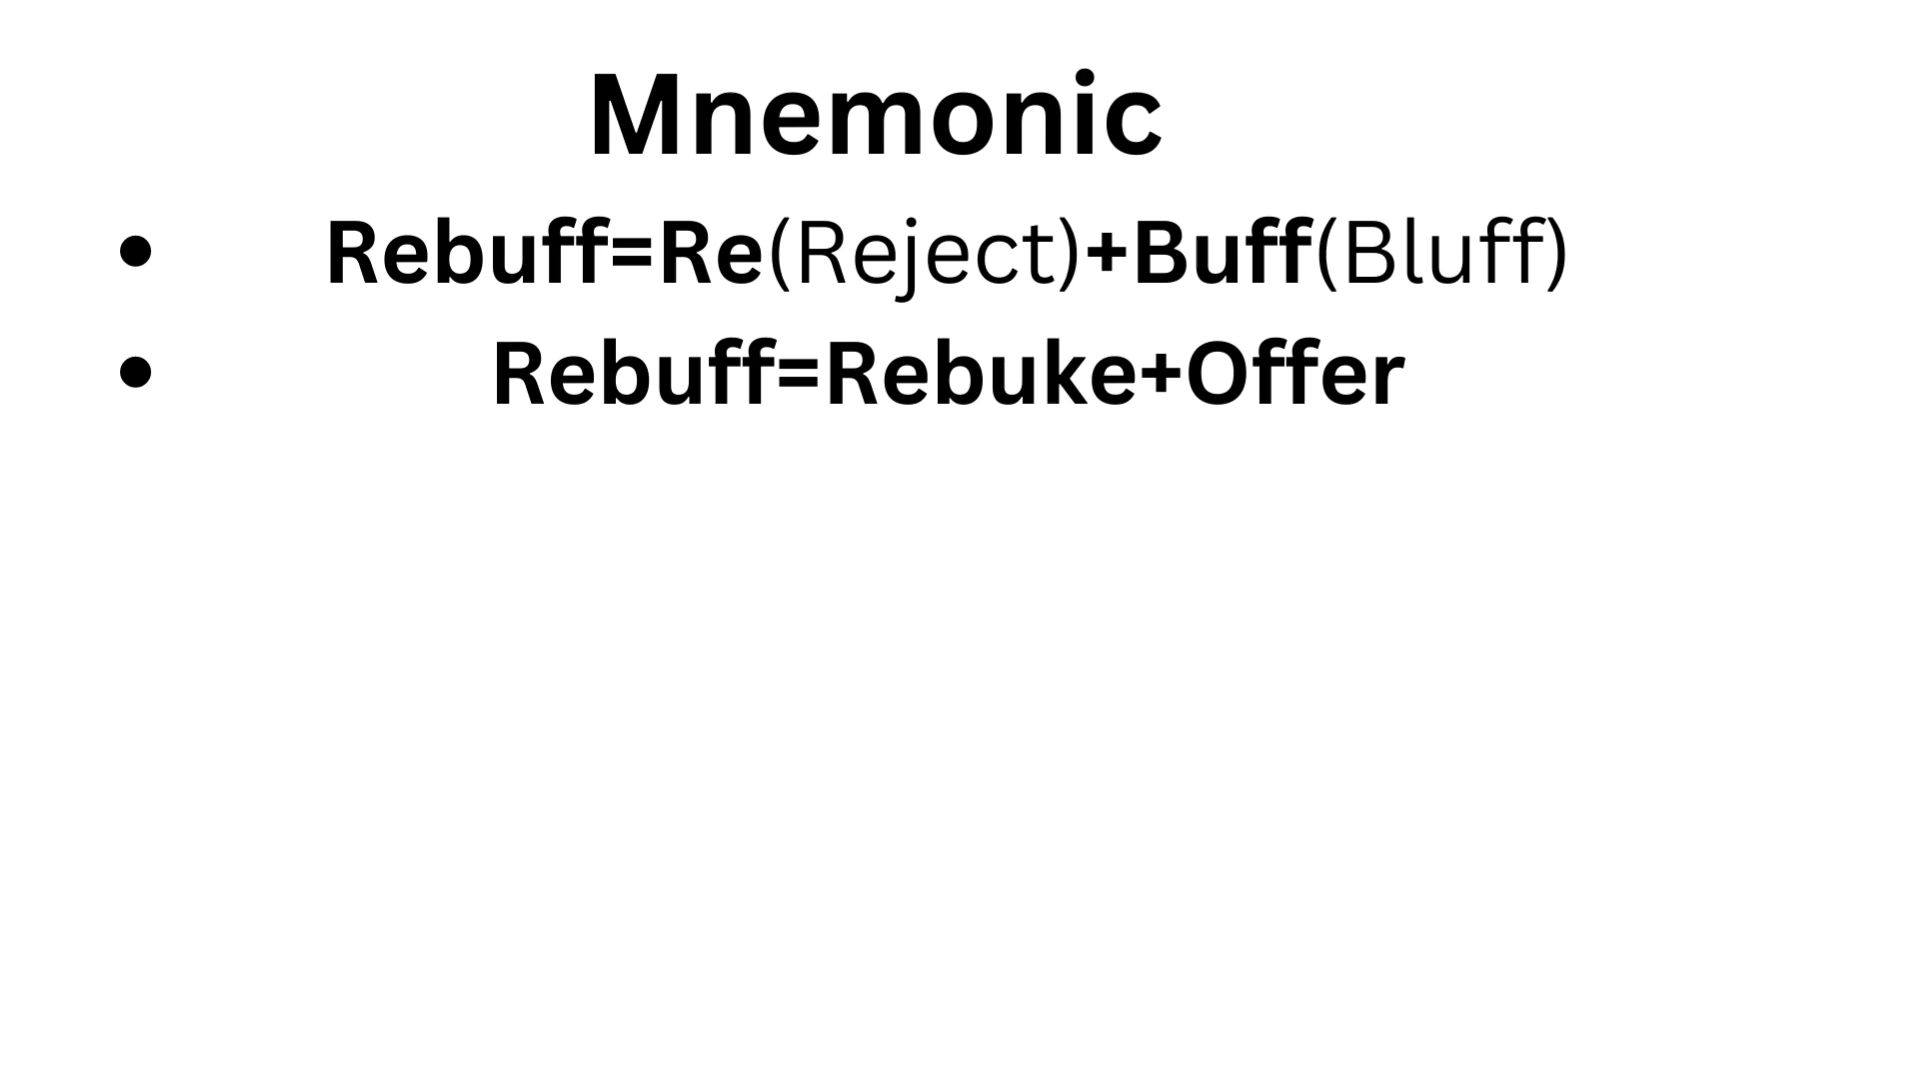 Mnemonic
• Rebuff=Re(Reject)+Buff(Bluff)
• Rebuff=Rebuke+Offer